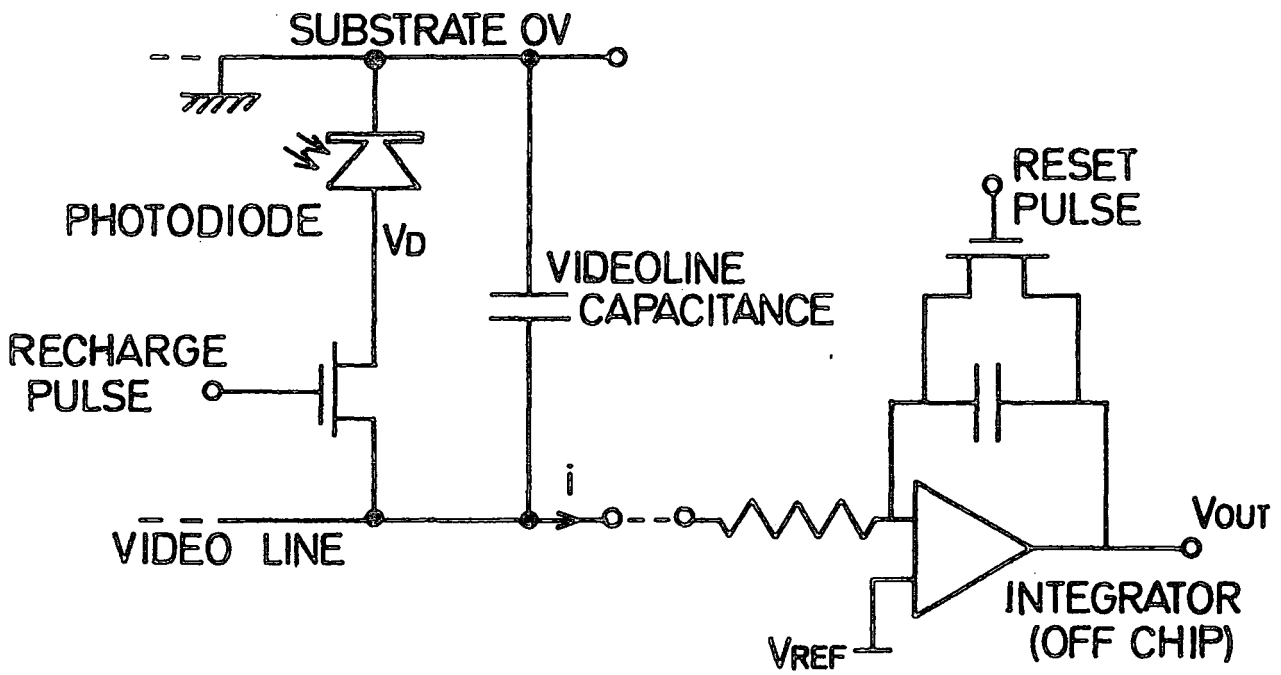 SUBSTRATE 0V
PHOTODIODE
VD
VIDEOLINE
CAPACITANCE
RECHARGE
PULSE
i
VIDEO LINE
RESET
PULSE
VOUT
INTEGRATOR
(OFF CHIP)
VREF